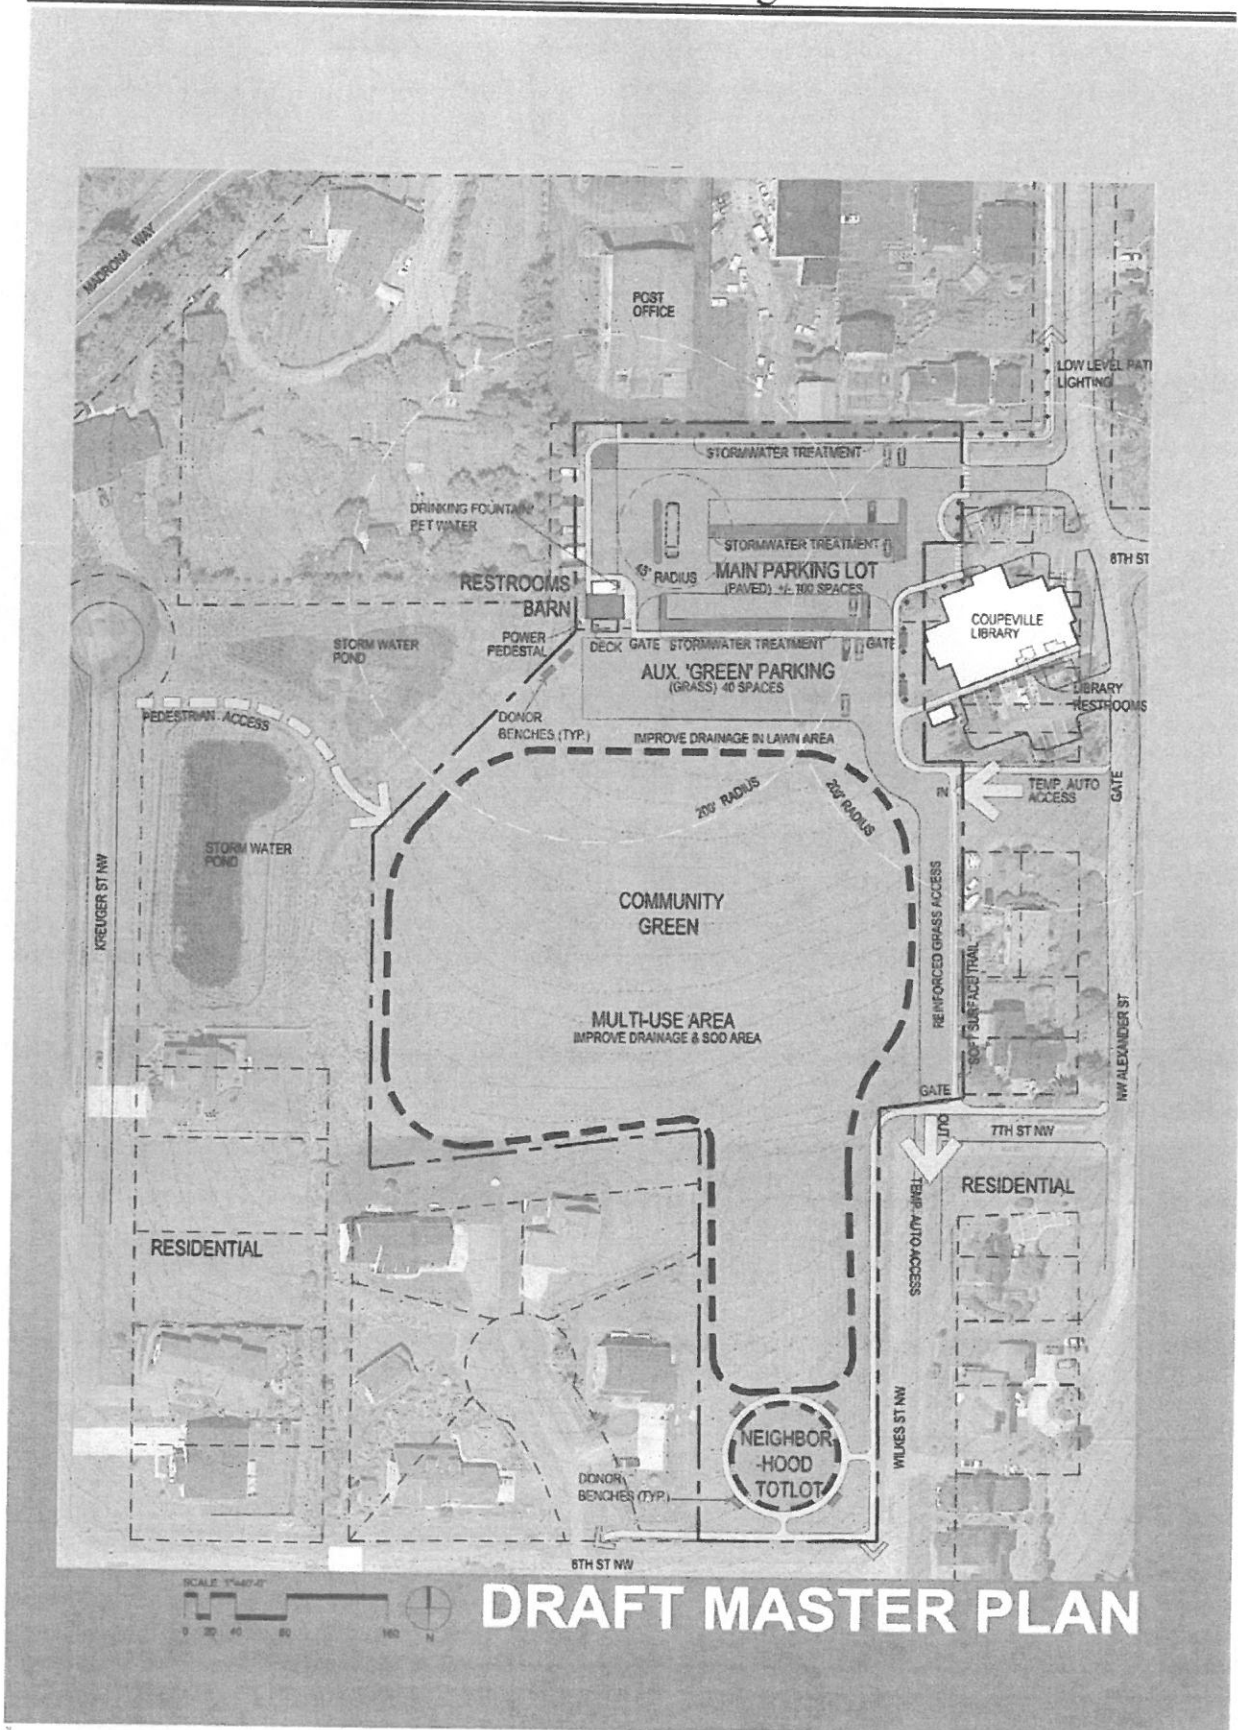 MADRONA WAY
POST
OFFICE
LOW LEVEL PATH
LIGHTING
STORMWATER TREATMENT
DRINKING FOUNTAIN/
PET WATER
STORMWATER TREATMENT
8TH ST
RESTROOMS
45' RADIUS
MAIN PARKING LOT
(PAVED) +/- 100 SPACES
BARN
COUPEVILLE
LIBRARY
STORM WATER
POND
POWER
PEDESTAL
DECK
GATE
STORMWATER TREATMENT
GATE
AUX. 'GREEN' PARKING
(GRASS) 40 SPACES
LIBRARY
RESTROOMS
PEDESTRIAN ACCESS
DONOR
BENCHES (TYP.)
IMPROVE DRAINAGE IN LAWN AREA
200' RADIUS
200' RADIUS
IN
TEMP. AUTO
ACCESS
GATE
STORM WATER
POND
KREUGER ST NW
COMMUNITY
GREEN
REINFORCED GRASS ACCESS
SOFT SURFACE TRAIL
MULTI-USE AREA
IMPROVE DRAINAGE & SOD AREA
NW ALEXANDER ST
GATE
OUT
7TH ST NW
TEMP. AUTO ACCESS
RESIDENTIAL
RESIDENTIAL
WILKES ST NW
NEIGHBOR
-HOOD
TOTLOT
DONOR
BENCHES (TYP.)
6TH ST NW
SCALE 1"=40'-0"
0 20 40 80 160
N
DRAFT MASTER PLAN